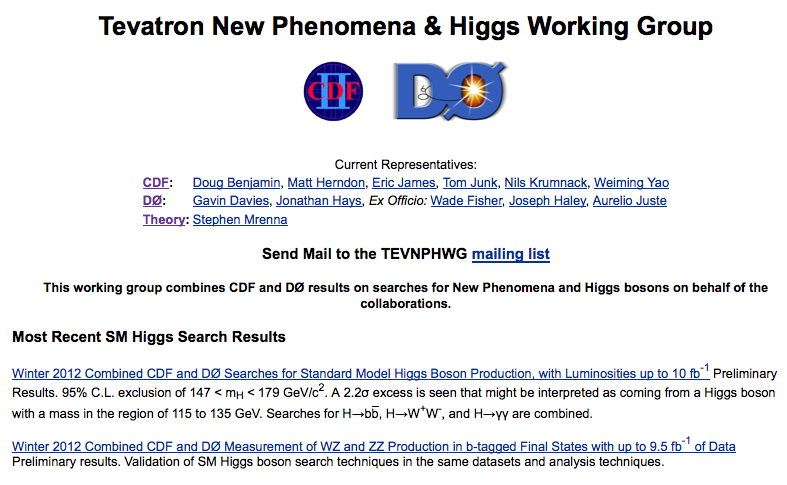 Tevatron New Phenomena & Higgs Working Group
CDF II DØ
Current Representatives:
CDF: Doug Benjamin, Matt Herndon, Eric James, Tom Junk, Nils Krumnack, Weiming Yao
DØ: Gavin Davies, Jonathan Hays, Ex Officio: Wade Fisher, Joseph Haley, Aurelio Juste
Theory: Stephen Mrenna
Send Mail to the TEVNPHWG mailing list
This working group combines CDF and DØ results on searches for New Phenomena and Higgs bosons on behalf of the
collaborations.
Most Recent SM Higgs Search Results
Winter 2012 Combined CDF and DØ Searches for Standard Model Higgs Boson Production, with Luminosities up to 10 fb⁻¹ Preliminary
Results. 95% C.L. exclusion of 147 < mH < 179 GeV/c². A 2.2σ excess is seen that might be interpreted as coming from a Higgs boson
with a mass in the region of 115 to 135 GeV. Searches for H→bb̅, H→W⁺W⁻, and H→γγ are combined.
Winter 2012 Combined CDF and DØ Measurement of WZ and ZZ Production in b-tagged Final States with up to 9.5 fb⁻¹ of Data
Preliminary results. Validation of SM Higgs boson search techniques in the same datasets and analysis techniques.